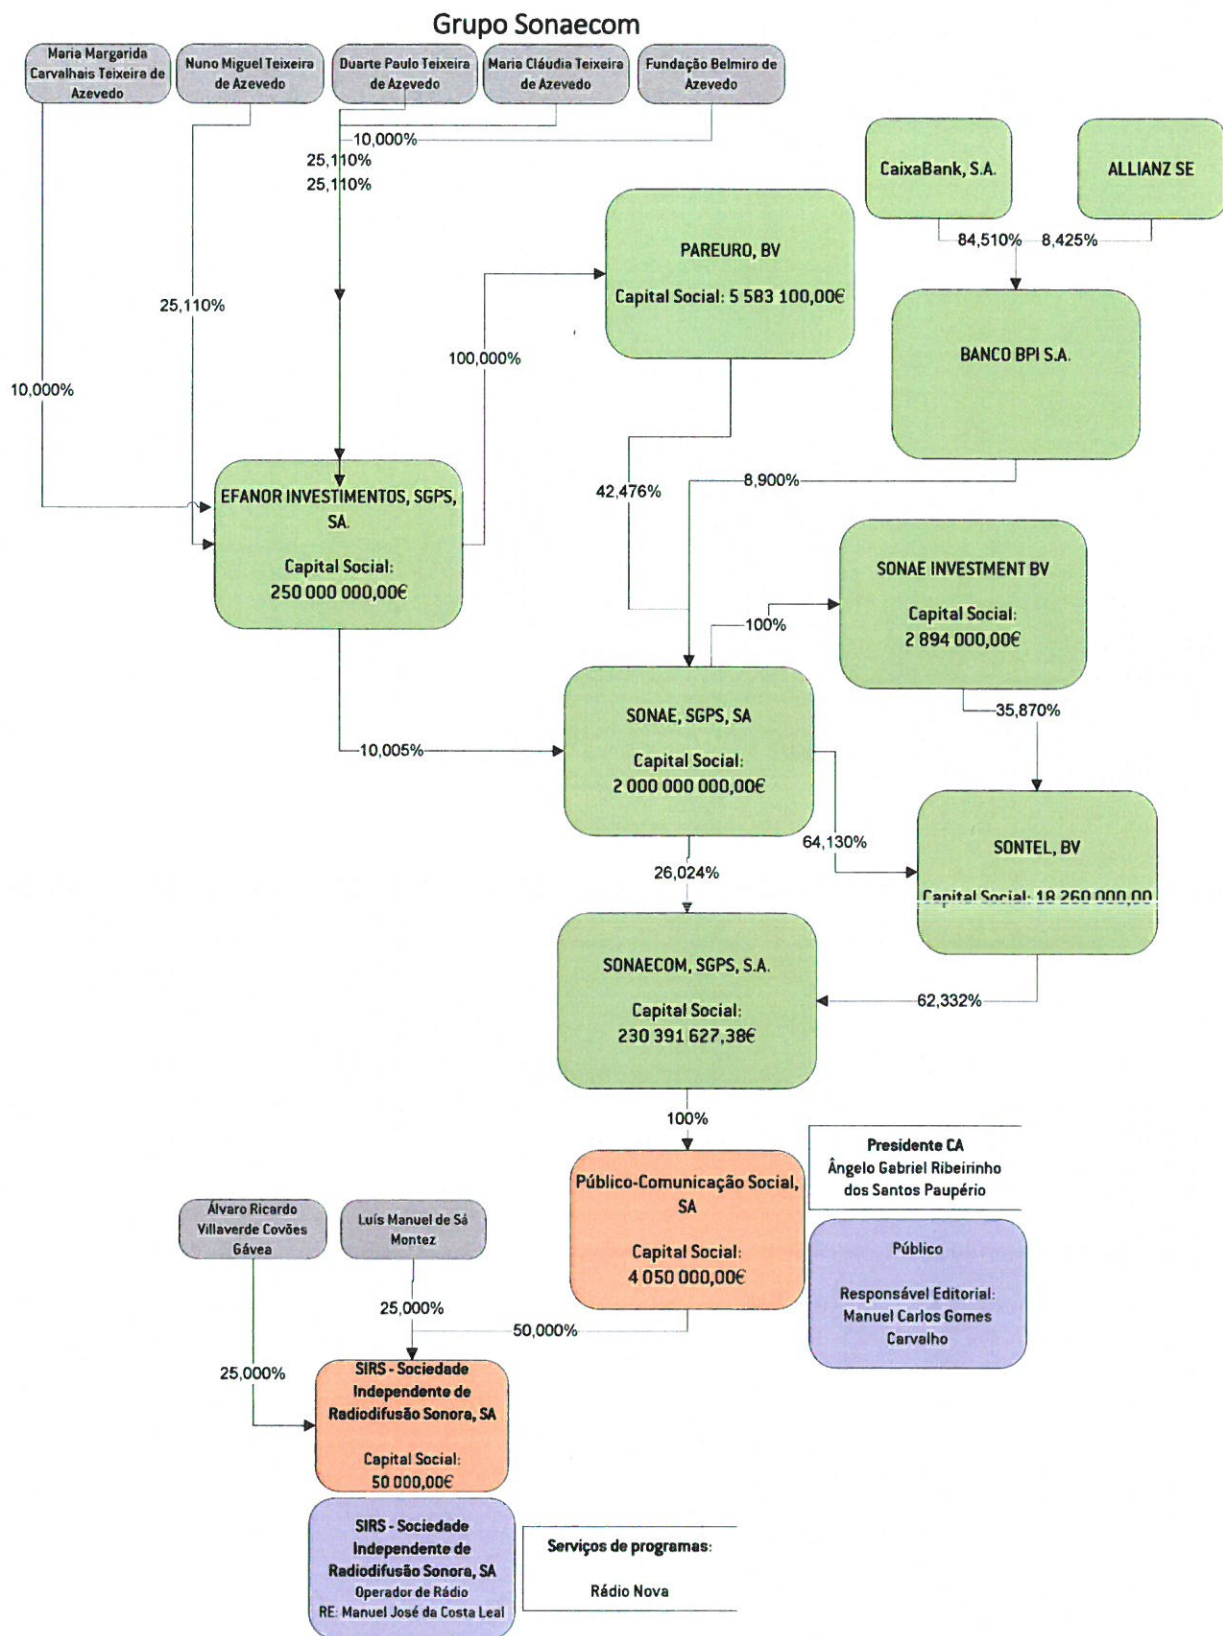 Grupo Sonaecom
Maria Margarida
Carvalhais Teixeira de
Azevedo
Nuno Miguel Teixeira
de Azevedo
Duarte Paulo Teixeira
de Azevedo
Maria Cláudia Teixeira
de Azevedo
Fundação Belmiro de
Azevedo
10,000%
25,110%
25,110%
CaixaBank, S.A.
ALLIANZ SE
84,510%
8,425%
PAREURO, BV
Capital Social: 5 583 100,00€
25,110%
100,000%
BANCO BPI S.A.
10,000%
EFANOR INVESTIMENTOS, SGPS,
SA.
Capital Social:
250 000 000,00€
42,476%
8,900%
SONAE INVESTMENT BV
Capital Social:
2 894 000,00€
100%
35,870%
SONAE, SGPS, SA
Capital Social:
2 000 000 000,00€
10,005%
64,130%
SONTEL, BV
Capital Social: 18 260 000,00
26,024%
SONAECOM, SGPS, S.A.
Capital Social:
230 391 627,38€
62,332%
100%
Público-Comunicação Social,
SA
Capital Social:
4 050 000,00€
Presidente CA
Ângelo Gabriel Ribeirinho
dos Santos Paupério
Público
Responsável Editorial:
Manuel Carlos Gomes
Carvalho
Álvaro Ricardo
Villaverde Covões
Gávea
Luís Manuel de Sá
Montez
25,000%
50,000%
25,000%
SIRS - Sociedade
Independente de
Radiodifusão Sonora, SA
Capital Social:
50 000,00€
SIRS - Sociedade
Independente de
Radiodifusão Sonora, SA
Operador de Rádio
RE: Manuel José da Costa Leal
Serviços de programas:
Rádio Nova